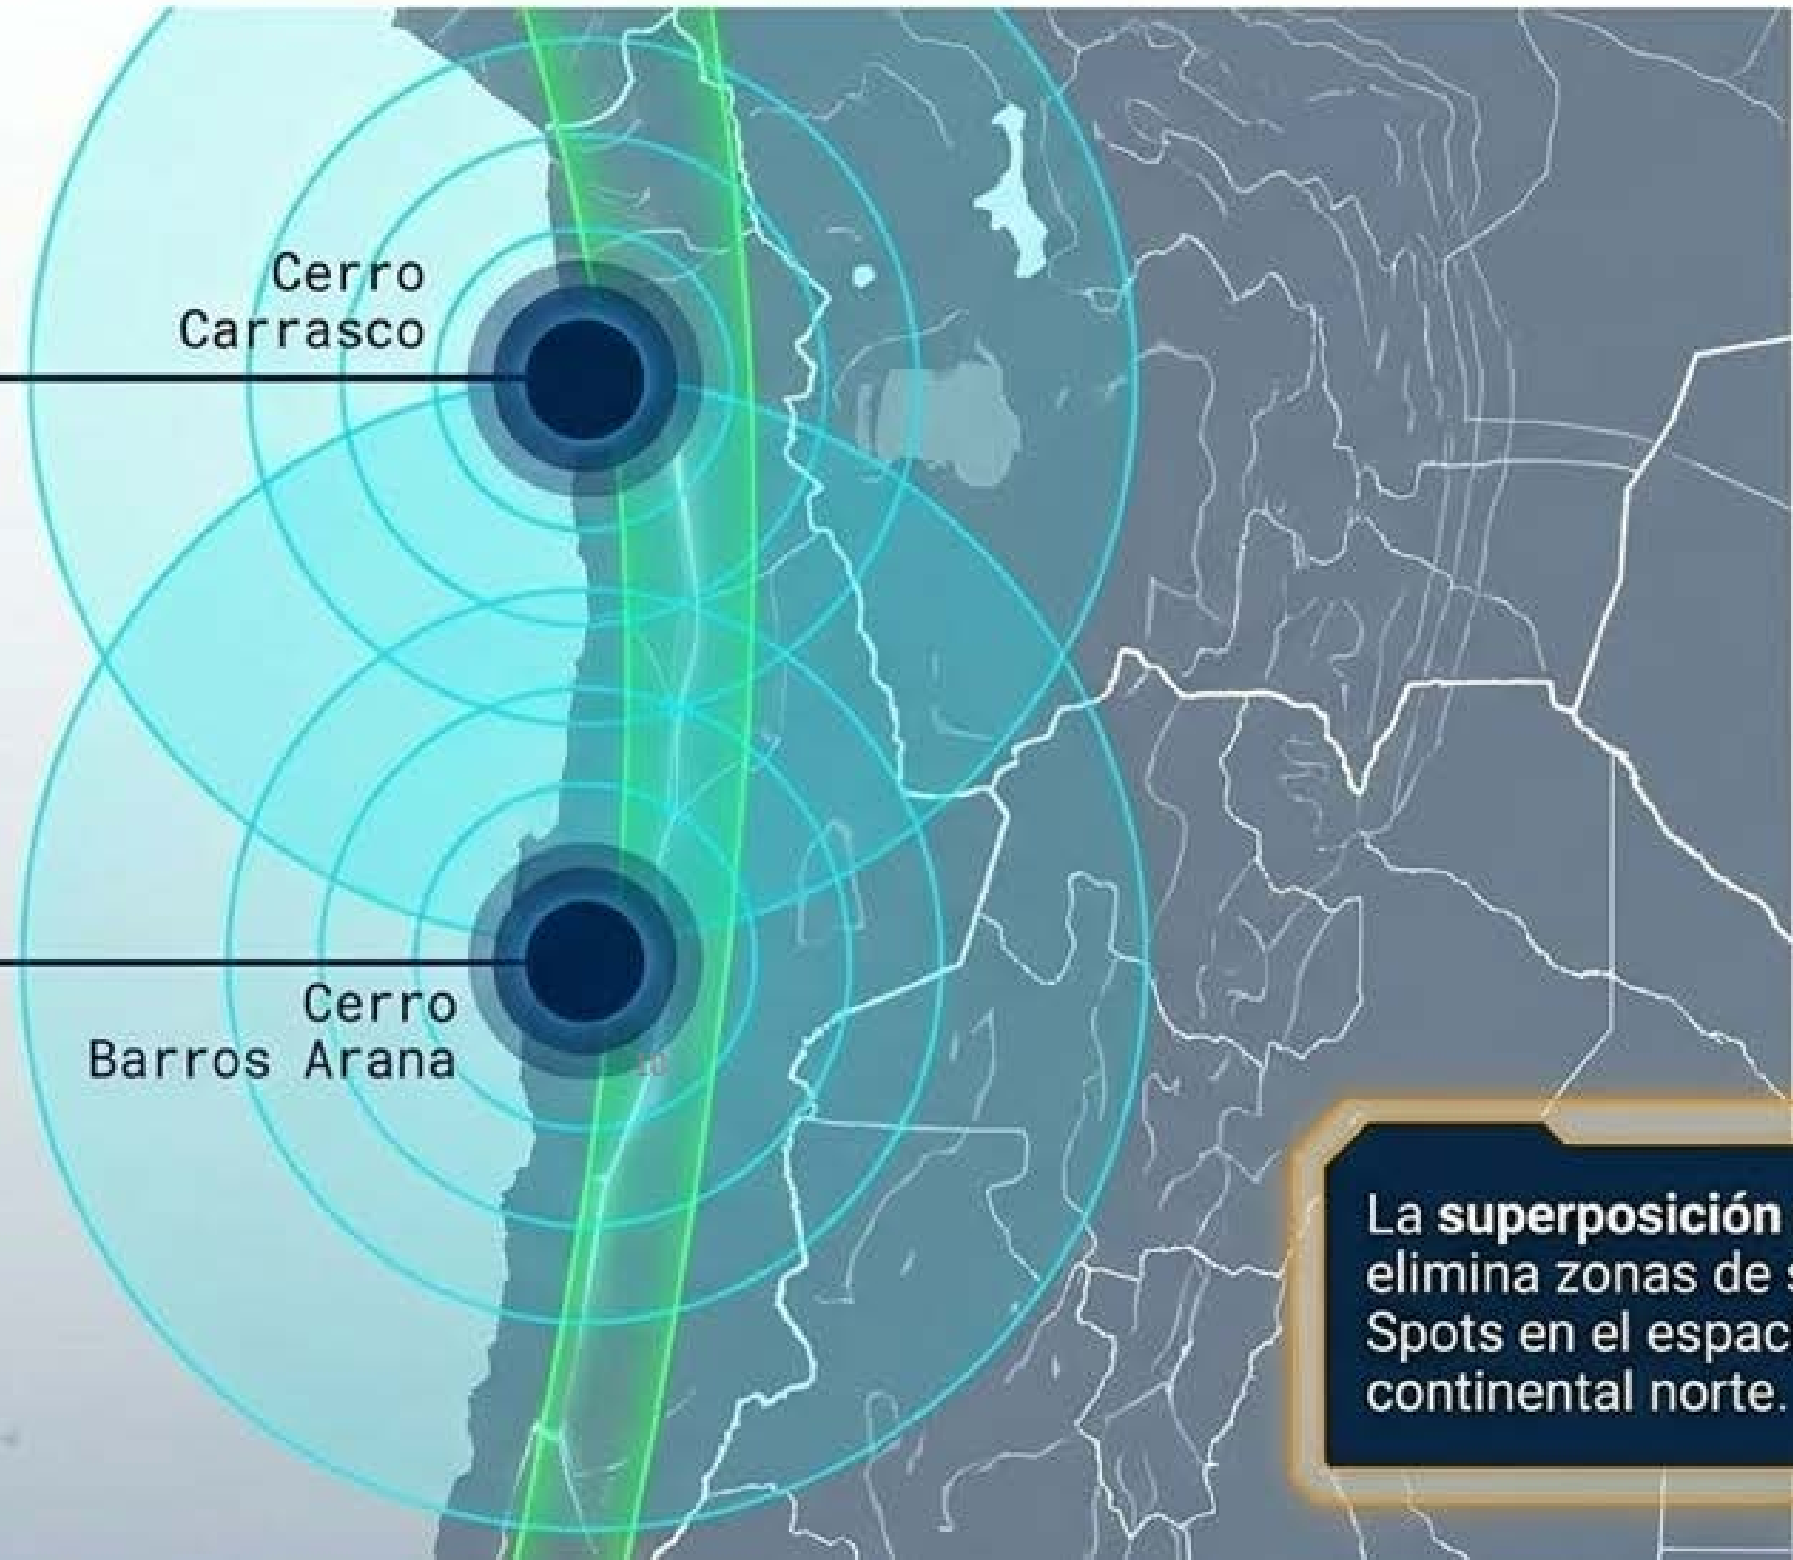 Cerro
Carrasco
Cerro
Barros Arana
La superposición
elimina zonas de
Spots en el espac
continental norte.